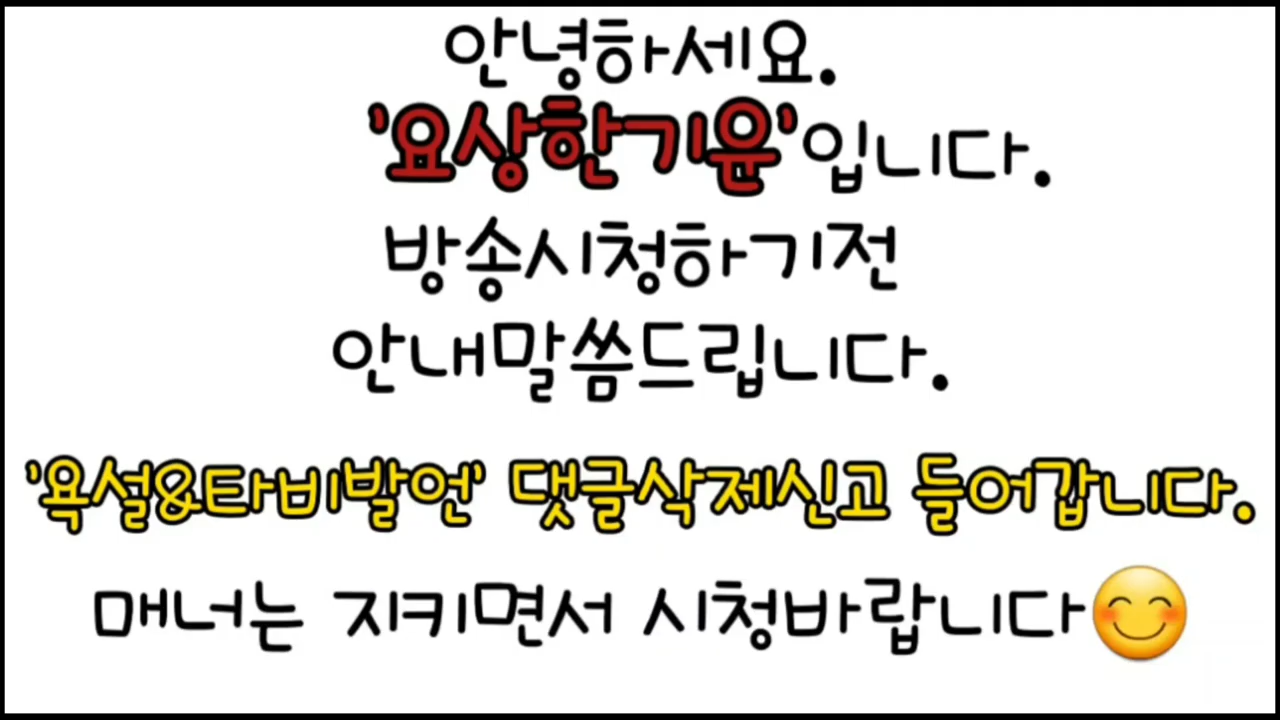 안녕하세요.
'요상한기윤'입니다.
방송시청하기전
안내말씀드립니다.
'욕설&타비발언' 댓글삭제신고 들어갑니다.
매너는 지키면서 시청바랍니다😊